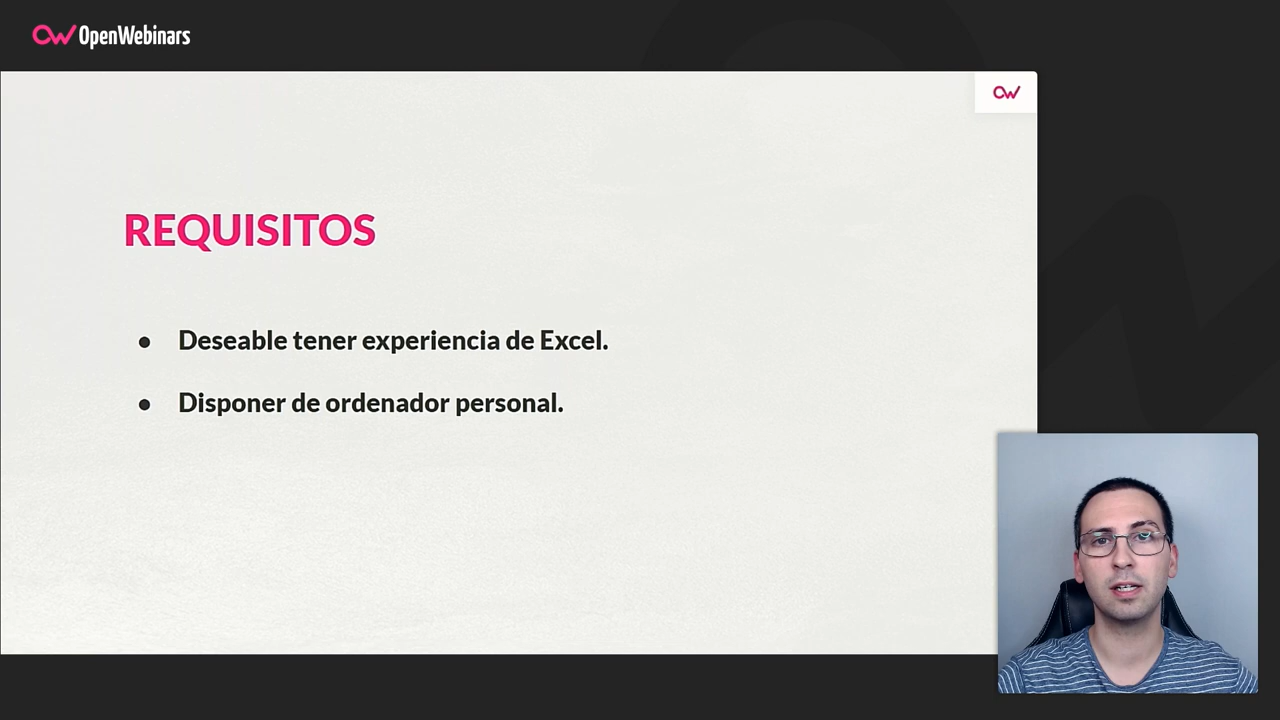 OpenWebinars
REQUISITOS
● Deseable tener experiencia de Excel.
● Disponer de ordenador personal.